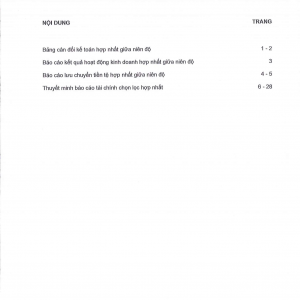 NỘI DUNG TRANG
Bảng cân đối kế toán hợp nhất giữa niên độ 1 - 2
Báo cáo kết quả hoạt động kinh doanh hợp nhất giữa niên độ 3
Báo cáo lưu chuyển tiền tệ hợp nhất giữa niên độ 4 - 5
Thuyết minh báo cáo tài chính chọn lọc hợp nhất 6 - 28